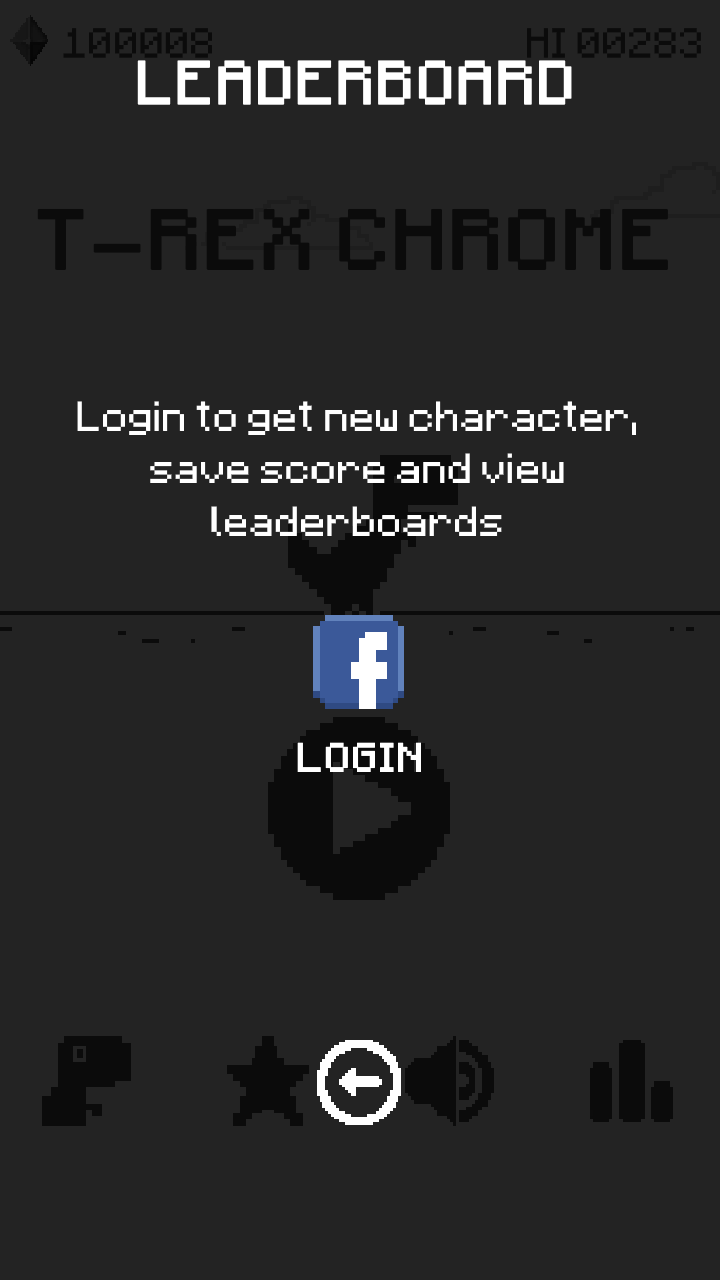 100008 HI 00283
LEADERBOARD
T-REX CHROME
Login to get new character,
save score and view
leaderboards
f
LOGIN